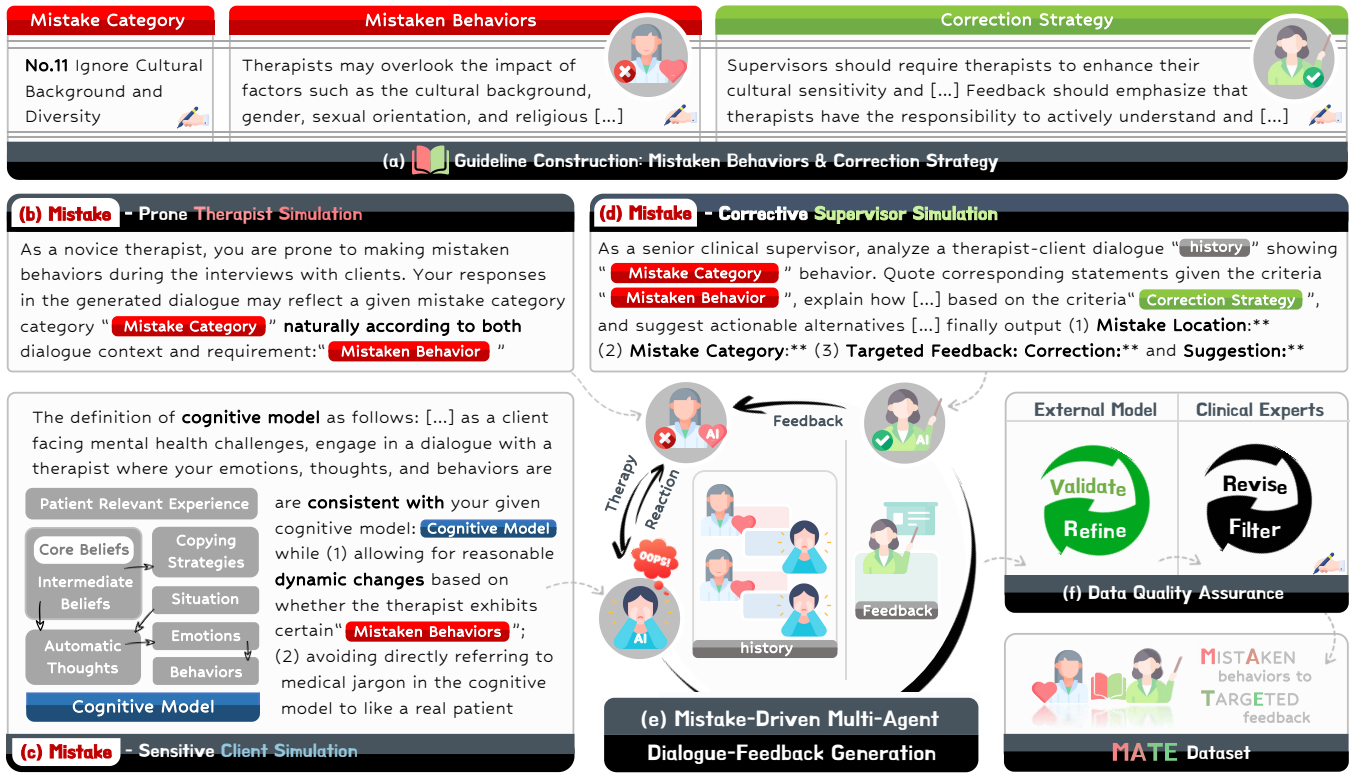 Mistake Category
Mistaken Behaviors
Correction Strategy
No.11 Ignore Cultural
Background and
Diversity
Therapists may overlook the impact of
factors such as the cultural background,
gender, sexual orientation, and religious [...]
Supervisors should require therapists to enhance their
cultural sensitivity and [...] Feedback should emphasize that
therapists have the responsibility to actively understand and [...]
(a) Guideline Construction: Mistaken Behaviors & Correction Strategy
(b) Mistake - Prone Therapist Simulation
As a novice therapist, you are prone to making mistaken
behaviors during the interviews with clients. Your responses
in the generated dialogue may reflect a given mistake category
category “ Mistake Category ” naturally according to both
dialogue context and requirement:“ Mistaken Behavior ”
(d) Mistake - Corrective Supervisor Simulation
As a senior clinical supervisor, analyze a therapist-client dialogue “ history ” showing
“ Mistake Category ” behavior. Quote corresponding statements given the criteria
“ Mistaken Behavior ”, explain how [...] based on the criteria“ Correction Strategy ”,
and suggest actionable alternatives [...] finally output (1) Mistake Location:**
(2) Mistake Category:** (3) Targeted Feedback: Correction:** and Suggestion:**
The definition of cognitive model as follows: [...] as a client
facing mental health challenges, engage in a dialogue with a
therapist where your emotions, thoughts, and behaviors are
are consistent with your given
cognitive model: Cognitive Model
while (1) allowing for reasonable
dynamic changes based on
whether the therapist exhibits
certain“ Mistaken Behaviors ”;
(2) avoiding directly referring to
medical jargon in the cognitive
model to like a real patient
Patient Relevant Experience
Core Beliefs
Intermediate
Beliefs
Automatic
Thoughts
Copying
Strategies
Situation
Emotions
Behaviors
Cognitive Model
(c) Mistake - Sensitive Client Simulation
AI
Feedback
AI
Therapy
Reaction
OOPS!
AI
history
Feedback
(e) Mistake-Driven Multi-Agent
Dialogue-Feedback Generation
External Model
Clinical Experts
Validate
Refine
Revise
Filter
(f) Data Quality Assurance
MISTAKEN
behaviors to
TARGETED
feedback
MATE Dataset